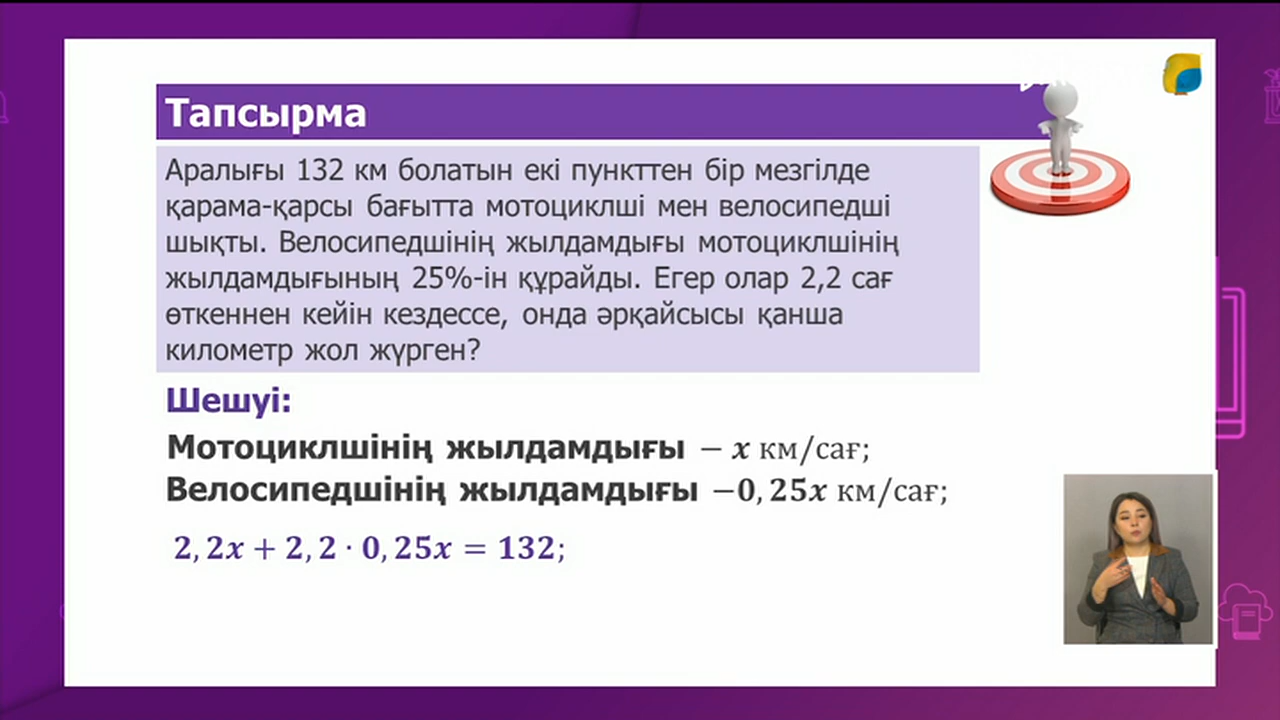 Тапсырма
Аралығы 132 км болатын екі пункттен бір мезгілде
қарама-қарсы бағытта мотоциклші мен велосипедші
шықты. Велосипедшінің жылдамдығы мотоциклшінің
жылдамдығының 25%-ін құрайды. Егер олар 2,2 сағ
өткеннен кейін кездессе, онда әрқайсысы қанша
километр жол жүрген?
Шешуі:
Мотоциклшінің жылдамдығы − x км/сағ;
Велосипедшінің жылдамдығы −0,25x км/сағ;
2,2x + 2,2 · 0,25x = 132;